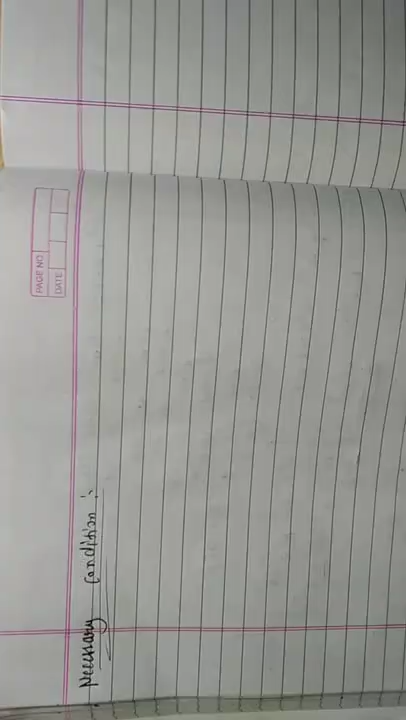 PAGE NO
DATE
Necessary Condition :-